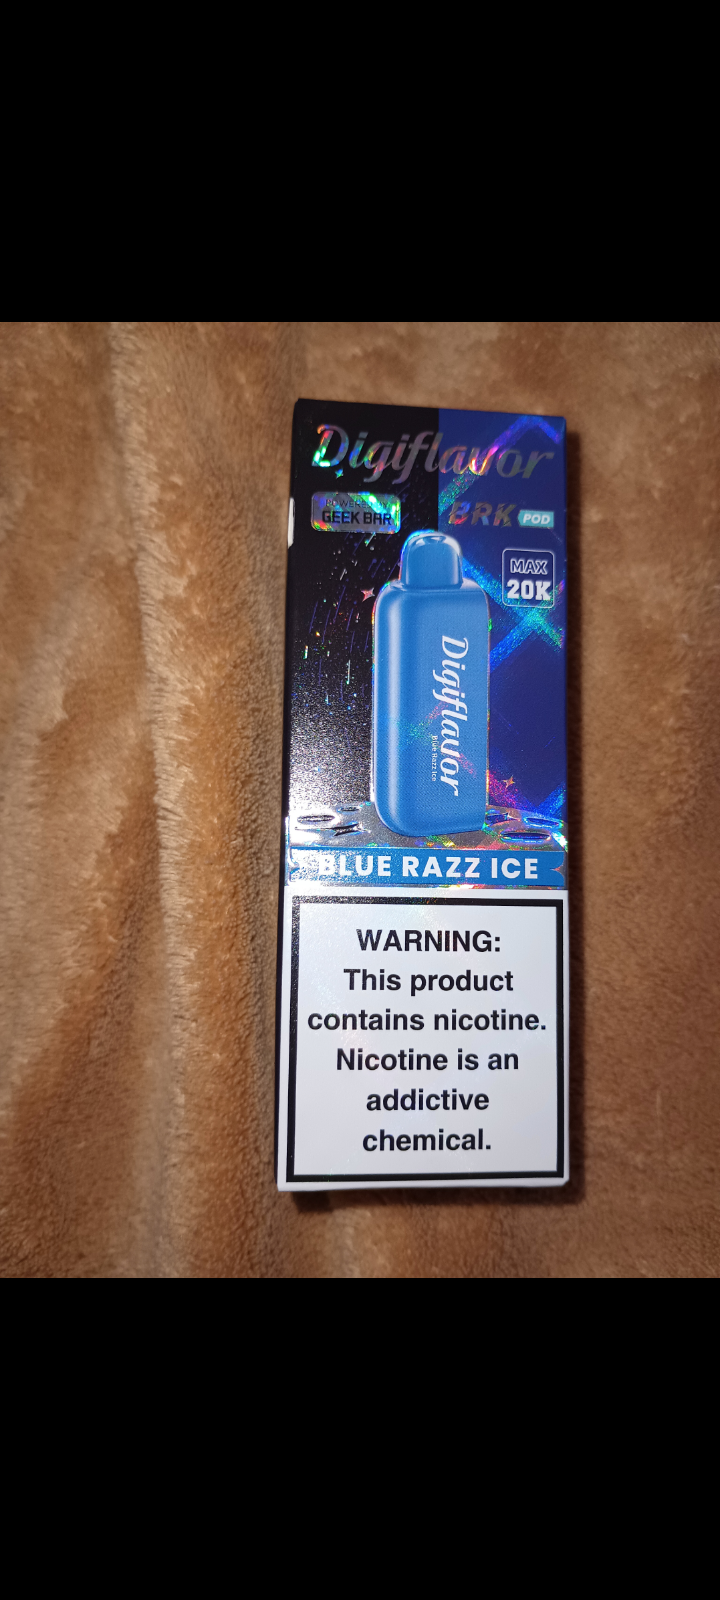 Digiflavor
POWERED BY
GEEK BAR
BRK POD
MAX
20K
Digiflavor
Blue Razz Ice
BLUE RAZZ ICE
WARNING:
This product
contains nicotine.
Nicotine is an
addictive
chemical.